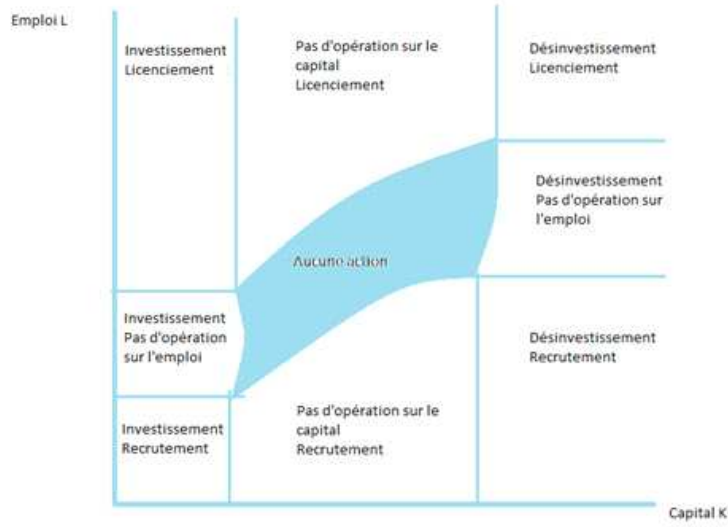 Emploi L
Investissement
Licenciement
Pas d'opération sur le
capital
Licenciement
Désinvestissement
Licenciement
Désinvestissement
Pas d'opération sur
l'emploi
Aucune action
Investissement
Pas d'opération
sur l'emploi
Désinvestissement
Recrutement
Investissement
Recrutement
Pas d'opération sur le
capital
Recrutement
Capital K